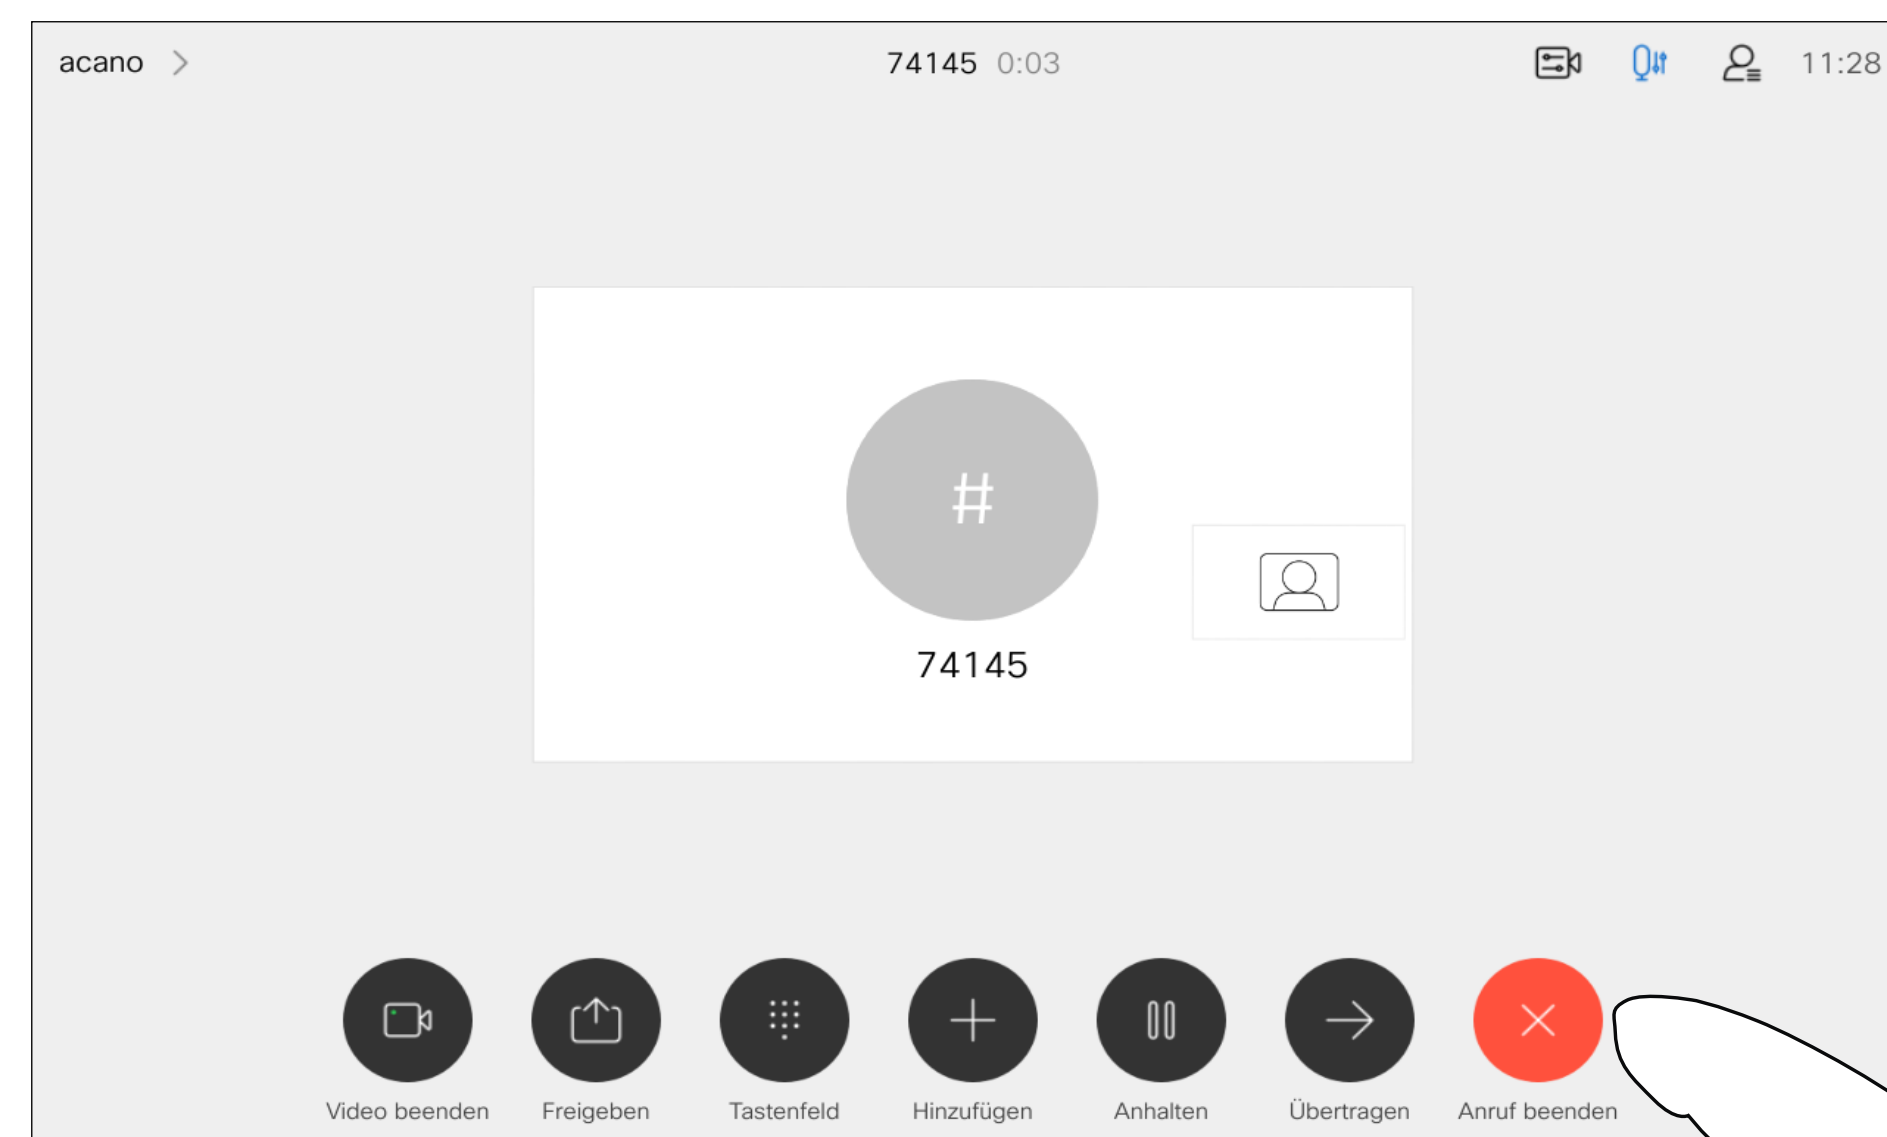 acano
74145 0:03
11:28
#
74145
Video beenden
Freigeben
Tastenfeld
Hinzufügen
Anhalten
Übertragen
Anruf beenden